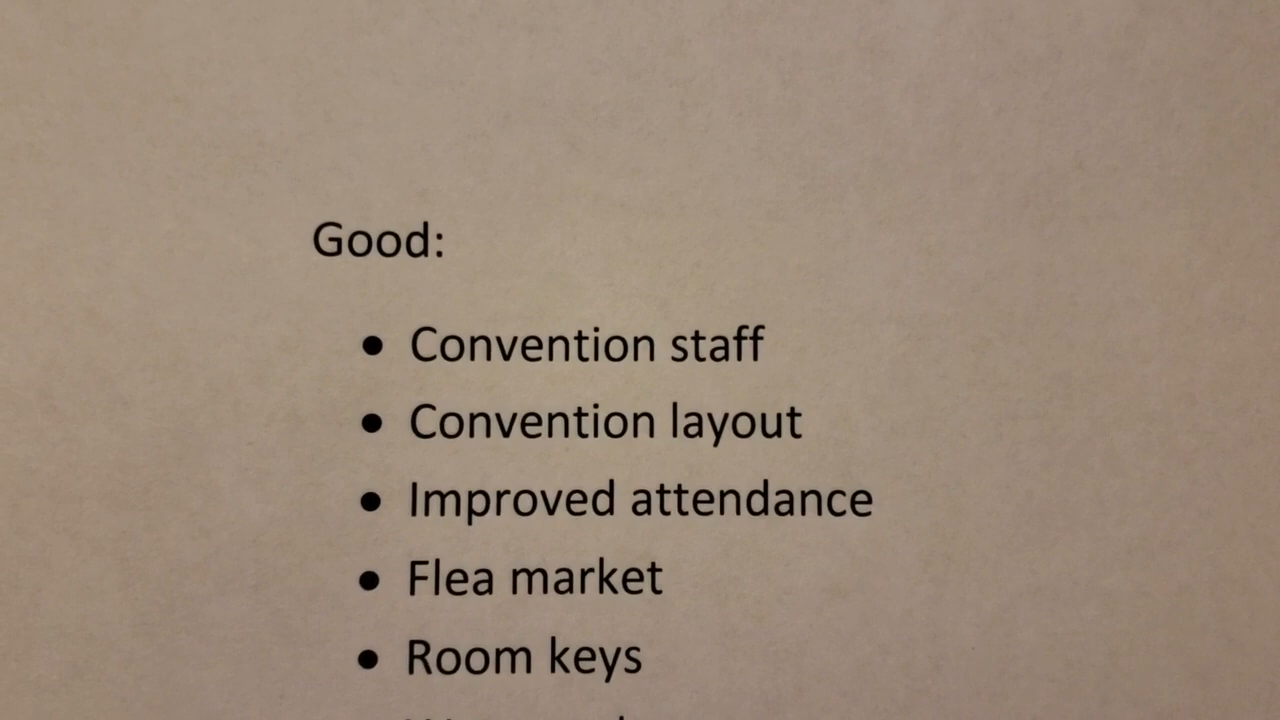 Good:
• Convention staff
• Convention layout
• Improved attendance
• Flea market
• Room keys